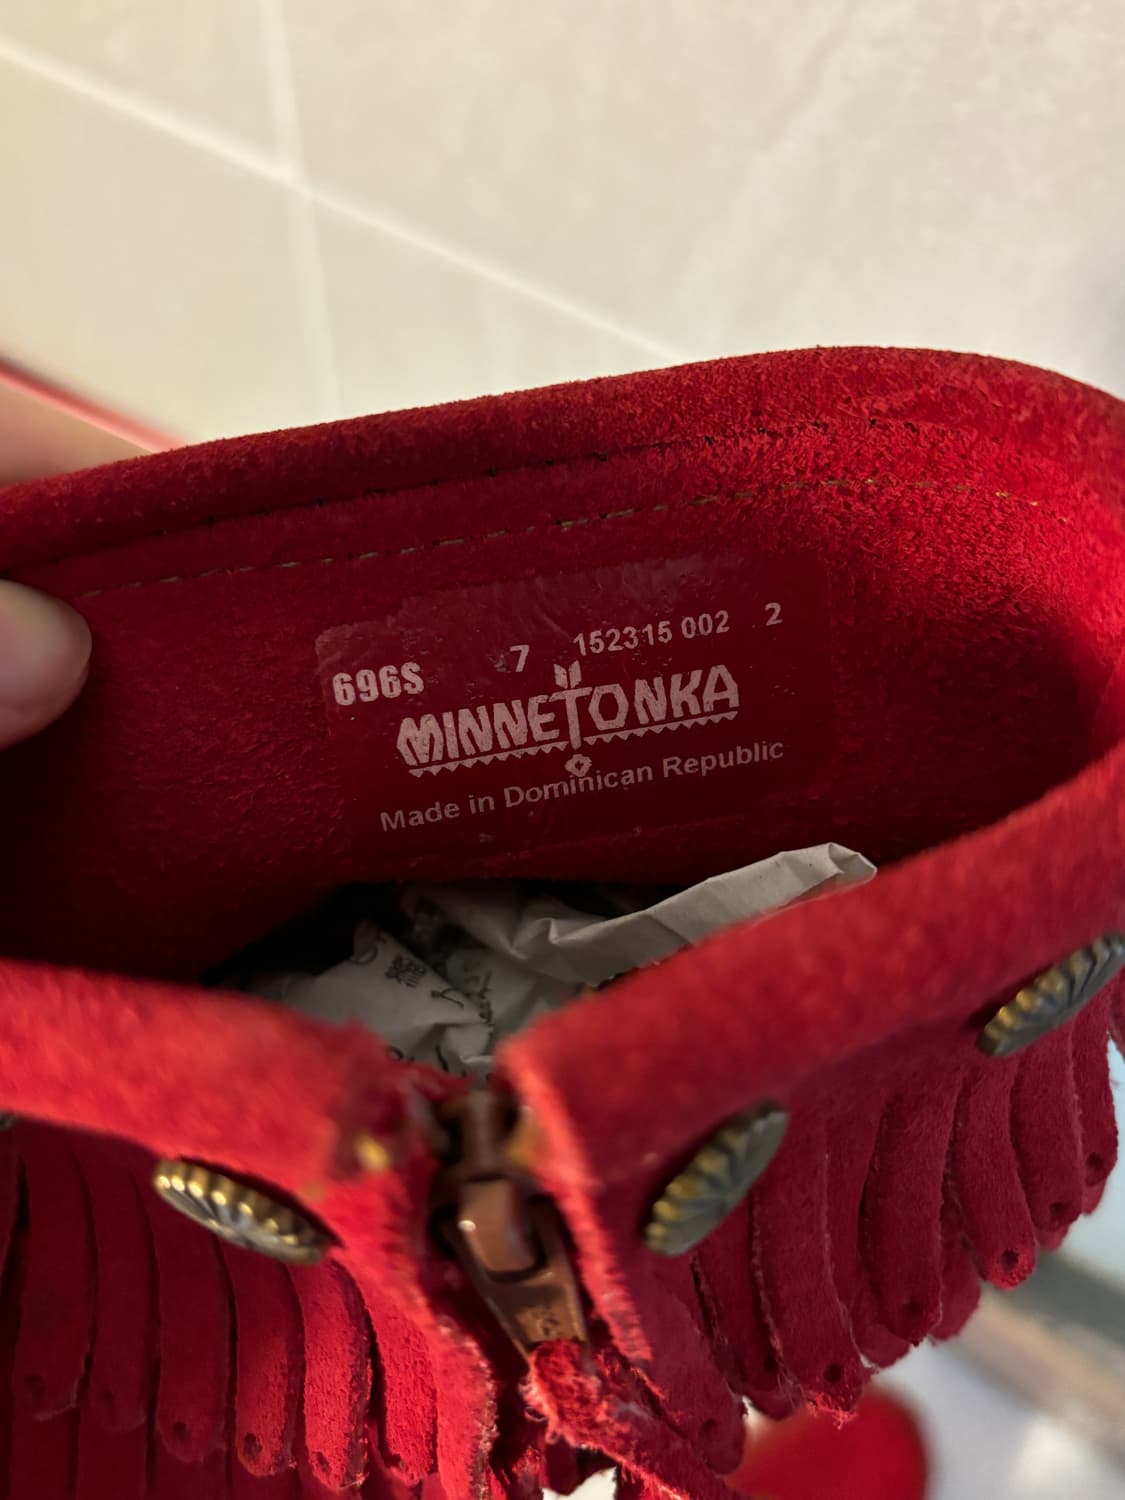 696S 7 152315 002 2
MINNETONKA
Made in Dominican Republic